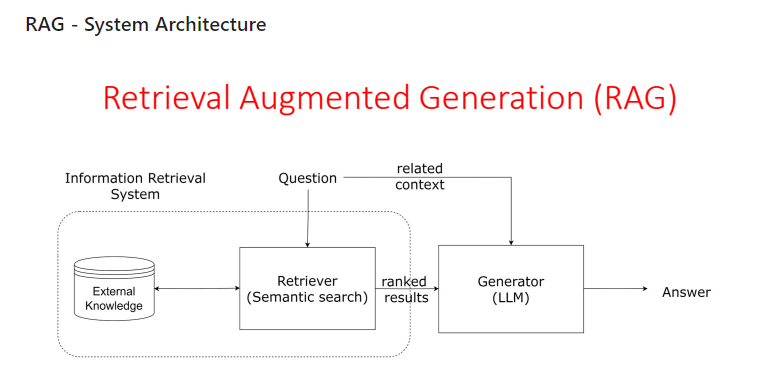 RAG - System Architecture
Retrieval Augmented Generation (RAG)
Information Retrieval
System
Question
related
context
External
Knowledge
Retriever
(Semantic search)
ranked
results
Generator
(LLM)
Answer